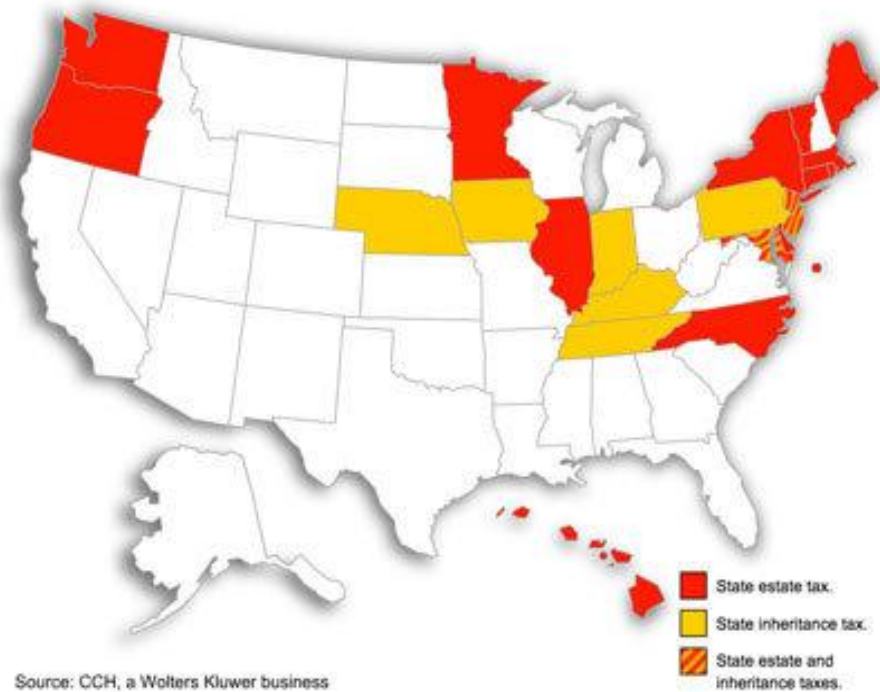 State estate tax.
State inheritance tax.
State estate and
inheritance taxes.
Source: CCH, a Wolters Kluwer business